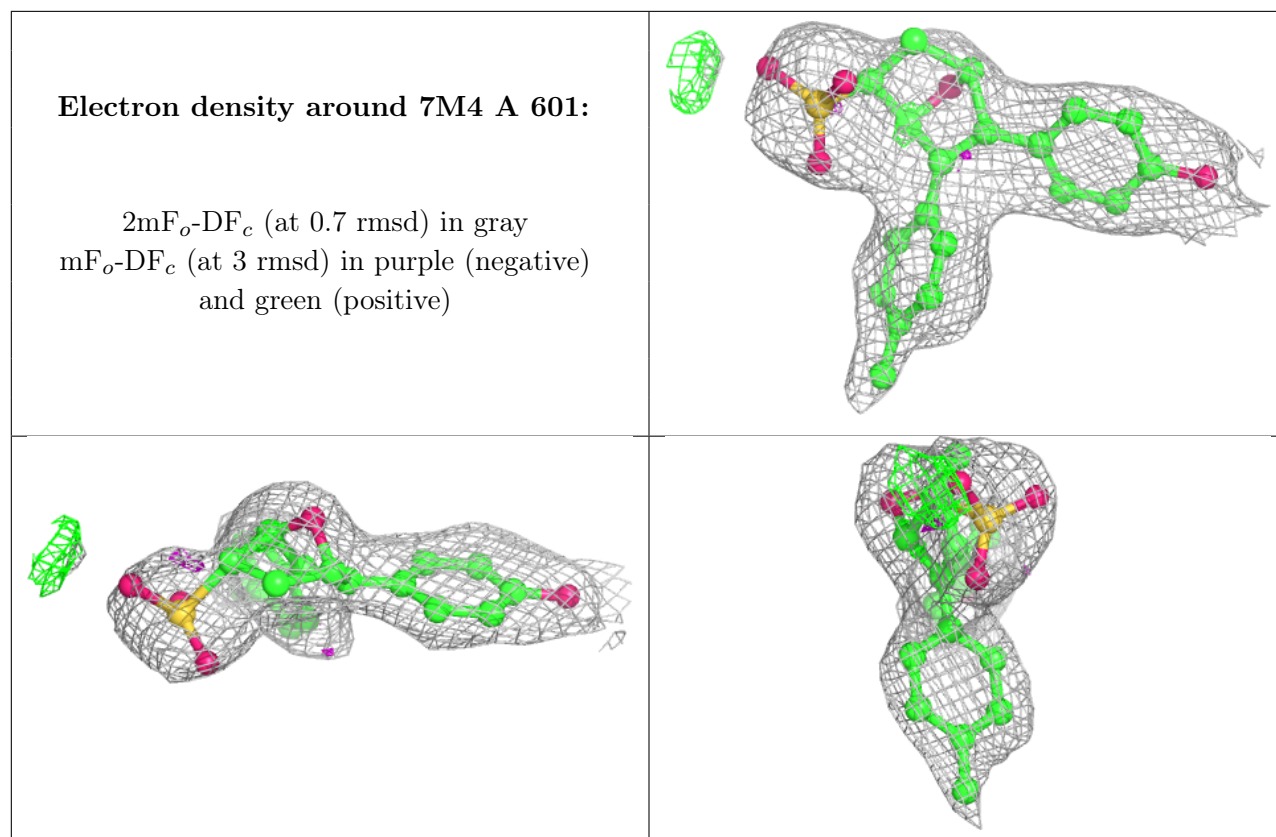 Electron density around 7M4 A 601:
2mFo-DFc (at 0.7 rmsd) in gray
mFo-DFc (at 3 rmsd) in purple (negative)
and green (positive)